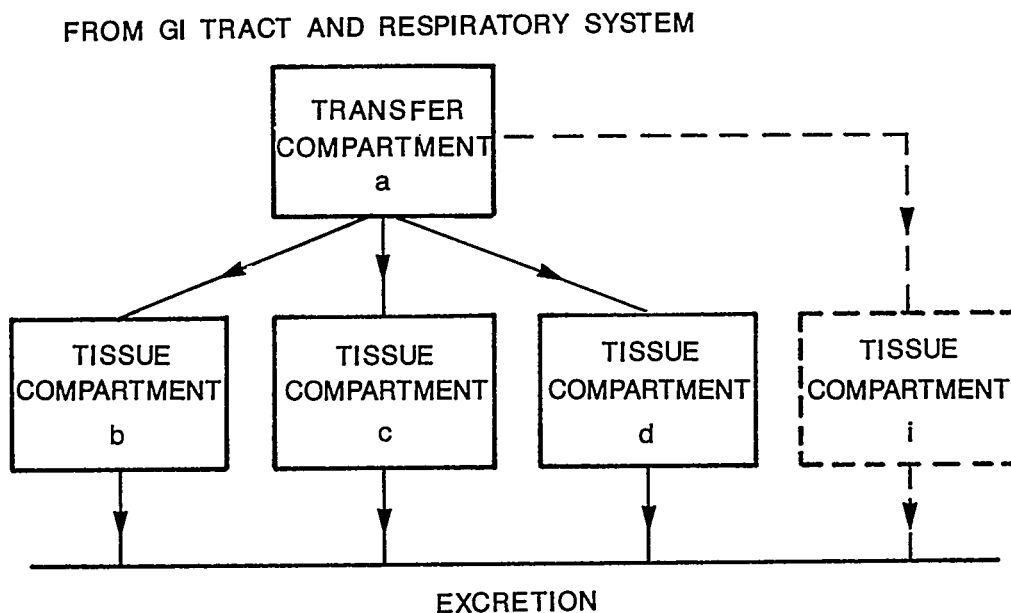 FROM GI TRACT AND RESPIRATORY SYSTEM
TRANSFER
COMPARTMENT
a
TISSUE
COMPARTMENT
b
TISSUE
COMPARTMENT
c
TISSUE
COMPARTMENT
d
TISSUE
COMPARTMENT
i
EXCRETION